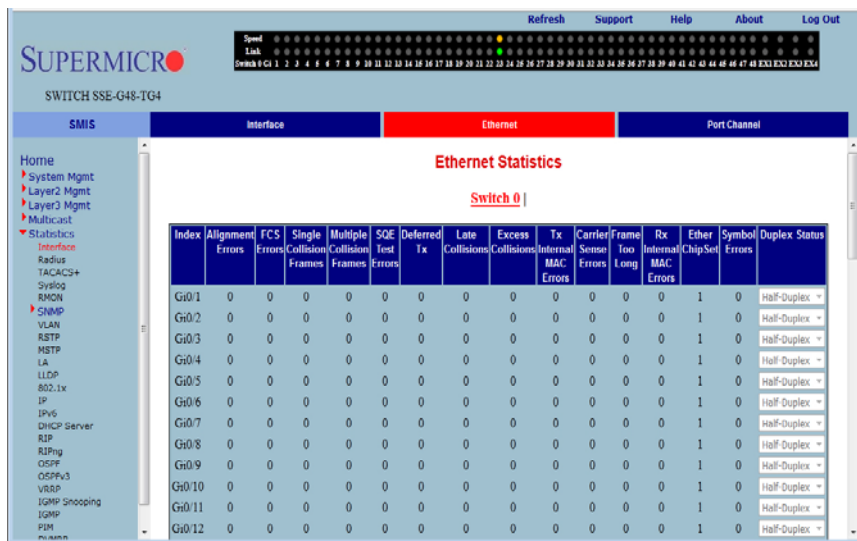 Refresh Support Help About Log Out
SUPERMICRO
SWITCH SSE-G48-TG4
Speed
Link
Switch 0 Gi 1 2 3 4 5 6 7 8 9 10 11 12 13 14 15 16 17 18 19 20 21 22 23 24 25 26 27 28 29 30 31 32 33 34 35 36 37 38 39 40 41 42 43 44 45 46 47 48 EX1 EX2 EX3 EX4
SMIS Interface Ethernet Port Channel
Home
System Mgmt
Layer2 Mgmt
Layer3 Mgmt
Multicast
Statistics
Interface
Radius
TACACS+
Syslog
RMON
SNMP
VLAN
RSTP
MSTP
LA
LLDP
802.1x
IP
IPv6
DHCP Server
RIP
RIPng
OSPF
OSPFv3
VRRP
IGMP Snooping
IGMP
PIM
Ethernet Statistics
Switch 0 |
Index Alignment Errors FCS Errors Single Collision Frames Multiple Collision Frames SQE Test Errors Deferred Tx Late Collisions Excess Collisions Tx Internal MAC Errors Carrier Sense Errors Frame Too Long Rx Internal MAC Errors Ether ChipSet Symbol Errors Duplex Status
Gi0/1 0 0 0 0 0 0 0 0 0 0 0 0 1 0 Half-Duplex
Gi0/2 0 0 0 0 0 0 0 0 0 0 0 0 1 0 Half-Duplex
Gi0/3 0 0 0 0 0 0 0 0 0 0 0 0 1 0 Half-Duplex
Gi0/4 0 0 0 0 0 0 0 0 0 0 0 0 1 0 Half-Duplex
Gi0/5 0 0 0 0 0 0 0 0 0 0 0 0 1 0 Half-Duplex
Gi0/6 0 0 0 0 0 0 0 0 0 0 0 0 1 0 Half-Duplex
Gi0/7 0 0 0 0 0 0 0 0 0 0 0 0 1 0 Half-Duplex
Gi0/8 0 0 0 0 0 0 0 0 0 0 0 0 1 0 Half-Duplex
Gi0/9 0 0 0 0 0 0 0 0 0 0 0 0 1 0 Half-Duplex
Gi0/10 0 0 0 0 0 0 0 0 0 0 0 0 1 0 Half-Duplex
Gi0/11 0 0 0 0 0 0 0 0 0 0 0 0 1 0 Half-Duplex
Gi0/12 0 0 0 0 0 0 0 0 0 0 0 0 1 0 Half-Duplex